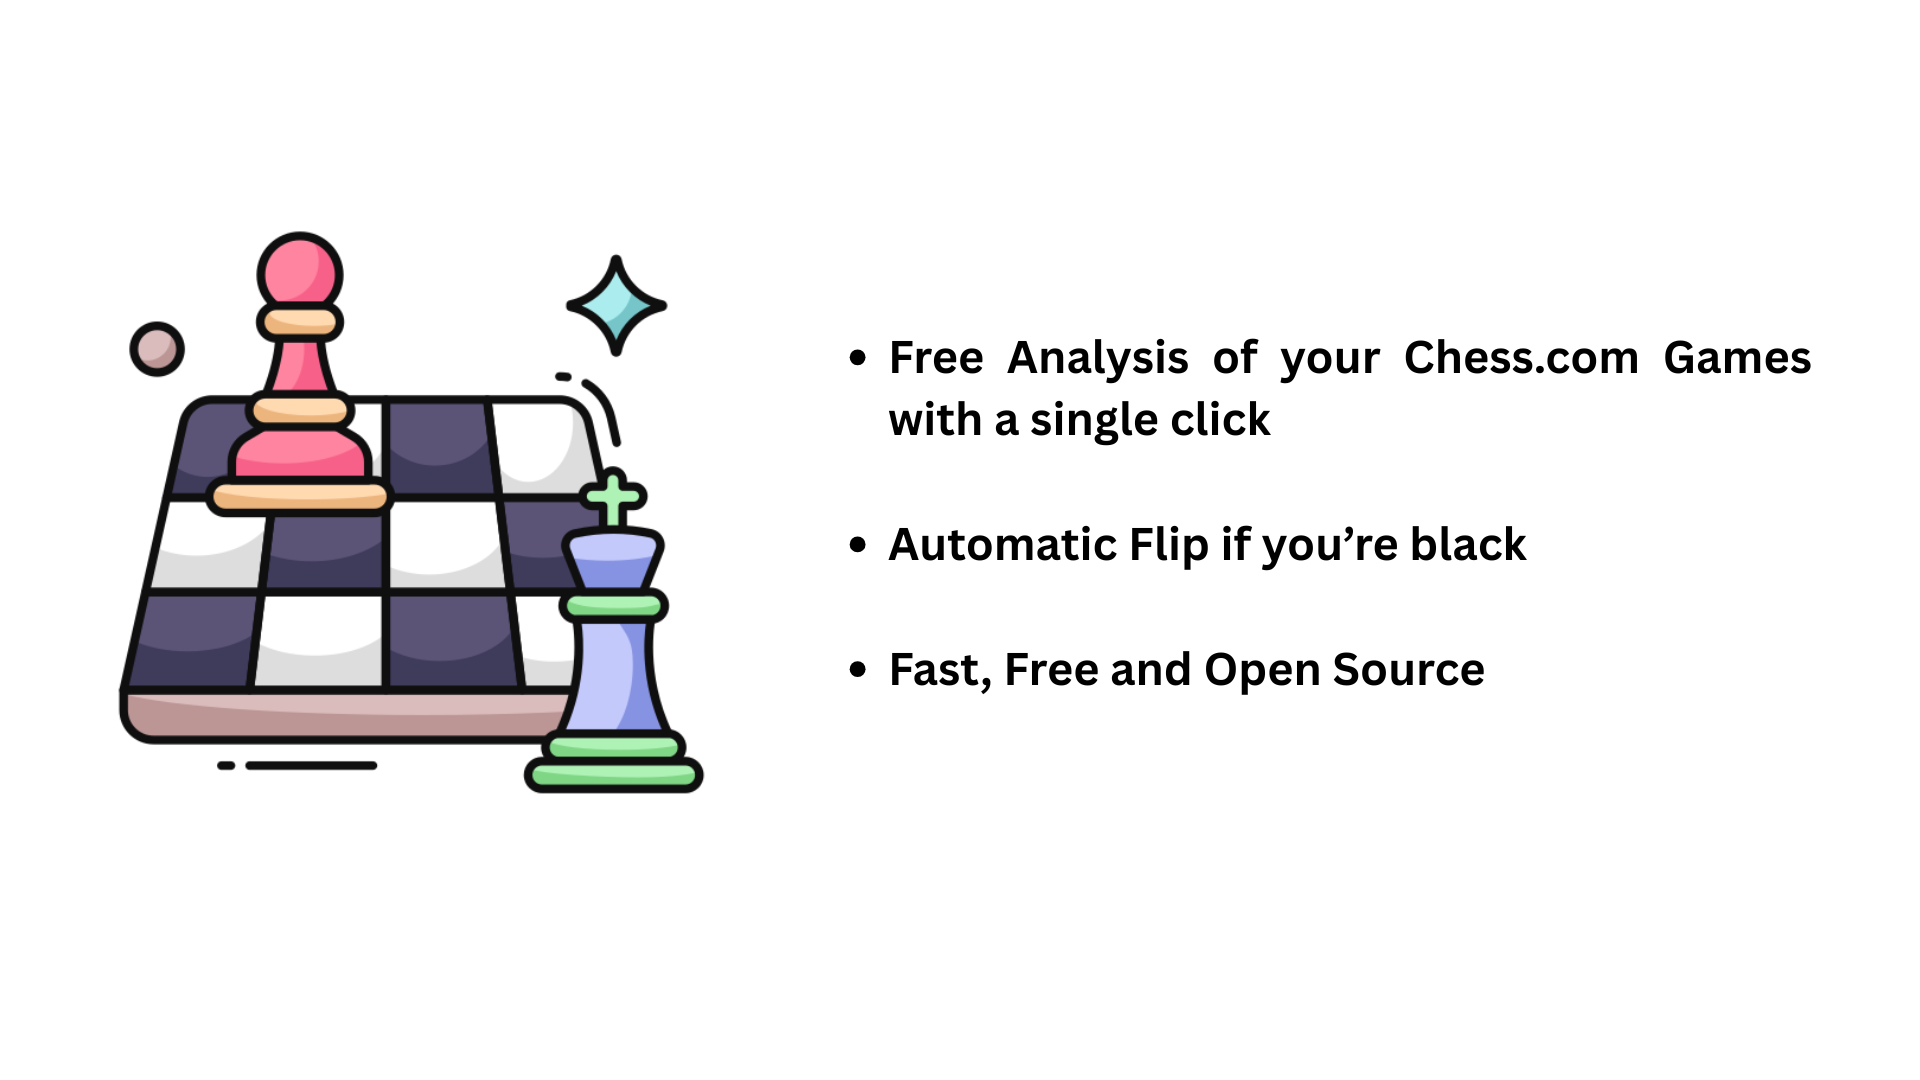 • Free Analysis of your Chess.com Games
with a single click
• Automatic Flip if you’re black
• Fast, Free and Open Source